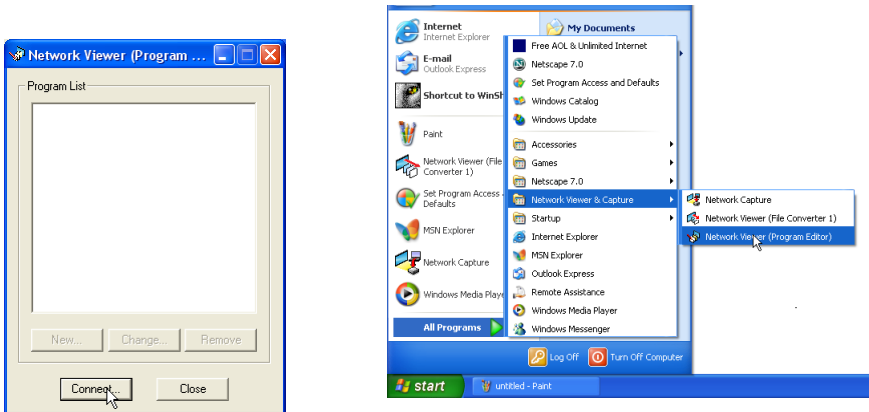 Network Viewer (Program ...
Program List
New...
Change...
Remove
Connect...
Close
Internet
Internet Explorer
E-mail
Outlook Express
Shortcut to WinSh
Paint
Network Viewer (File
Converter 1)
Set Program Access
Defaults
MSN Explorer
Network Capture
Windows Media Playe
All Programs
My Documents
Free AOL & Unlimited Internet
Netscape 7.0
Set Program Access and Defaults
Windows Catalog
Windows Update
Accessories
Games
Netscape 7.0
Network Viewer & Capture
Startup
Internet Explorer
MSN Explorer
Outlook Express
Remote Assistance
Windows Media Player
Windows Messenger
Network Capture
Network Viewer (File Converter 1)
Network Viewer (Program Editor)
Log Off
Turn Off Computer
start
untitled - Paint